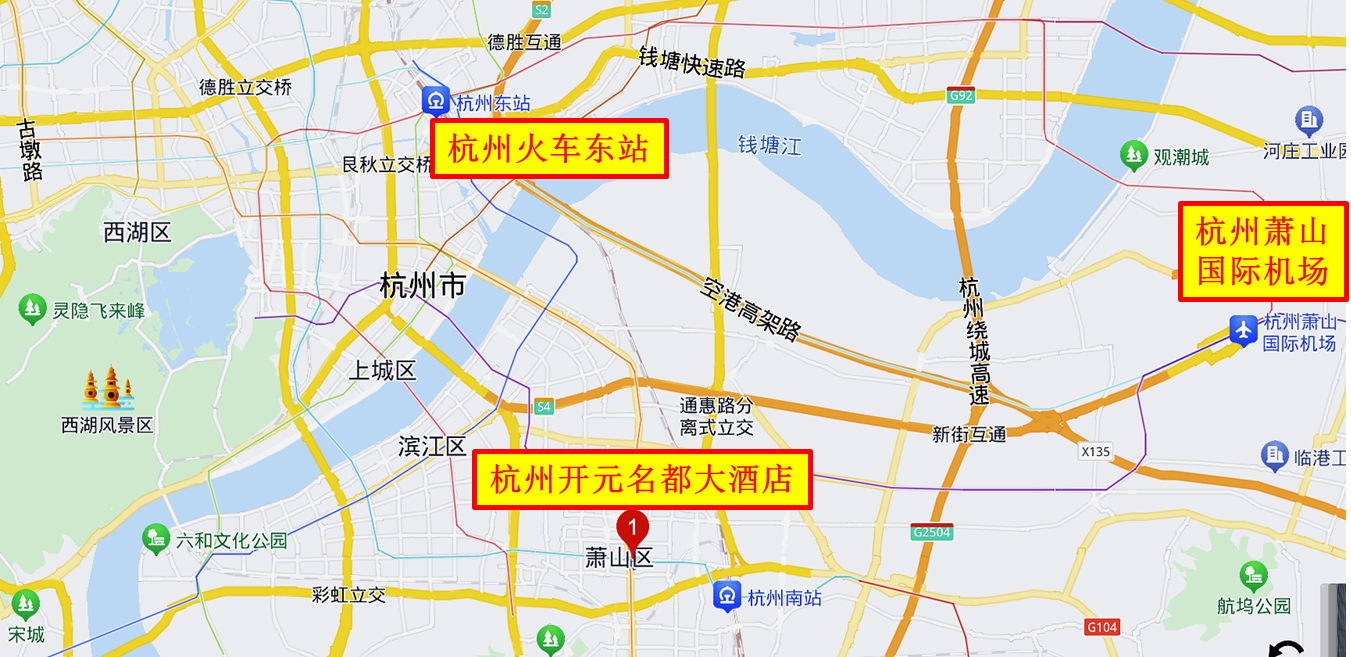 S2
德胜互通
钱塘快速路
德胜立交桥
杭州东站
G92
古墩路
杭州火车东站
钱塘江
观潮城
艮秋立交桥
西湖区
杭州萧山
国际机场
杭州市
灵隐飞来峰
空港高架路
杭州绕城高速
杭州萧山
国际机场
上城区
西湖风景区
S4
通惠路分
离式立交
新街互通
滨江区
X135
临港工
河庄工业园
杭州开元名都大酒店
1
萧山区
G2504
六和文化公园
彩虹立交
杭州南站
航坞公园
宋城
G104